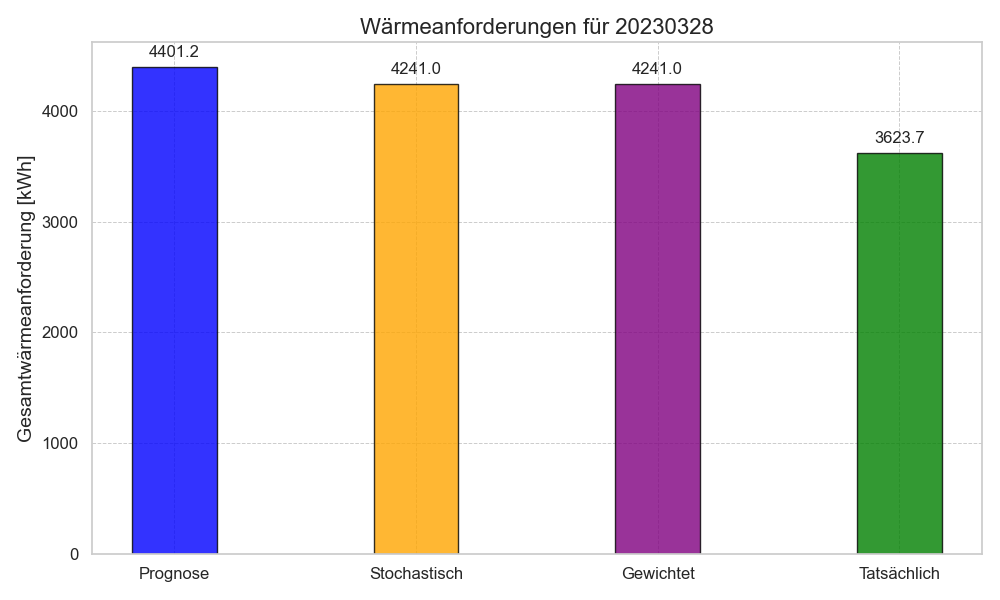 Wärmeanforderungen für 20230328
Gesamtwärmeanforderung [kWh]
4000
3000
2000
1000
0
4401.2
4241.0
4241.0
3623.7
Prognose
Stochastisch
Gewichtet
Tatsächlich